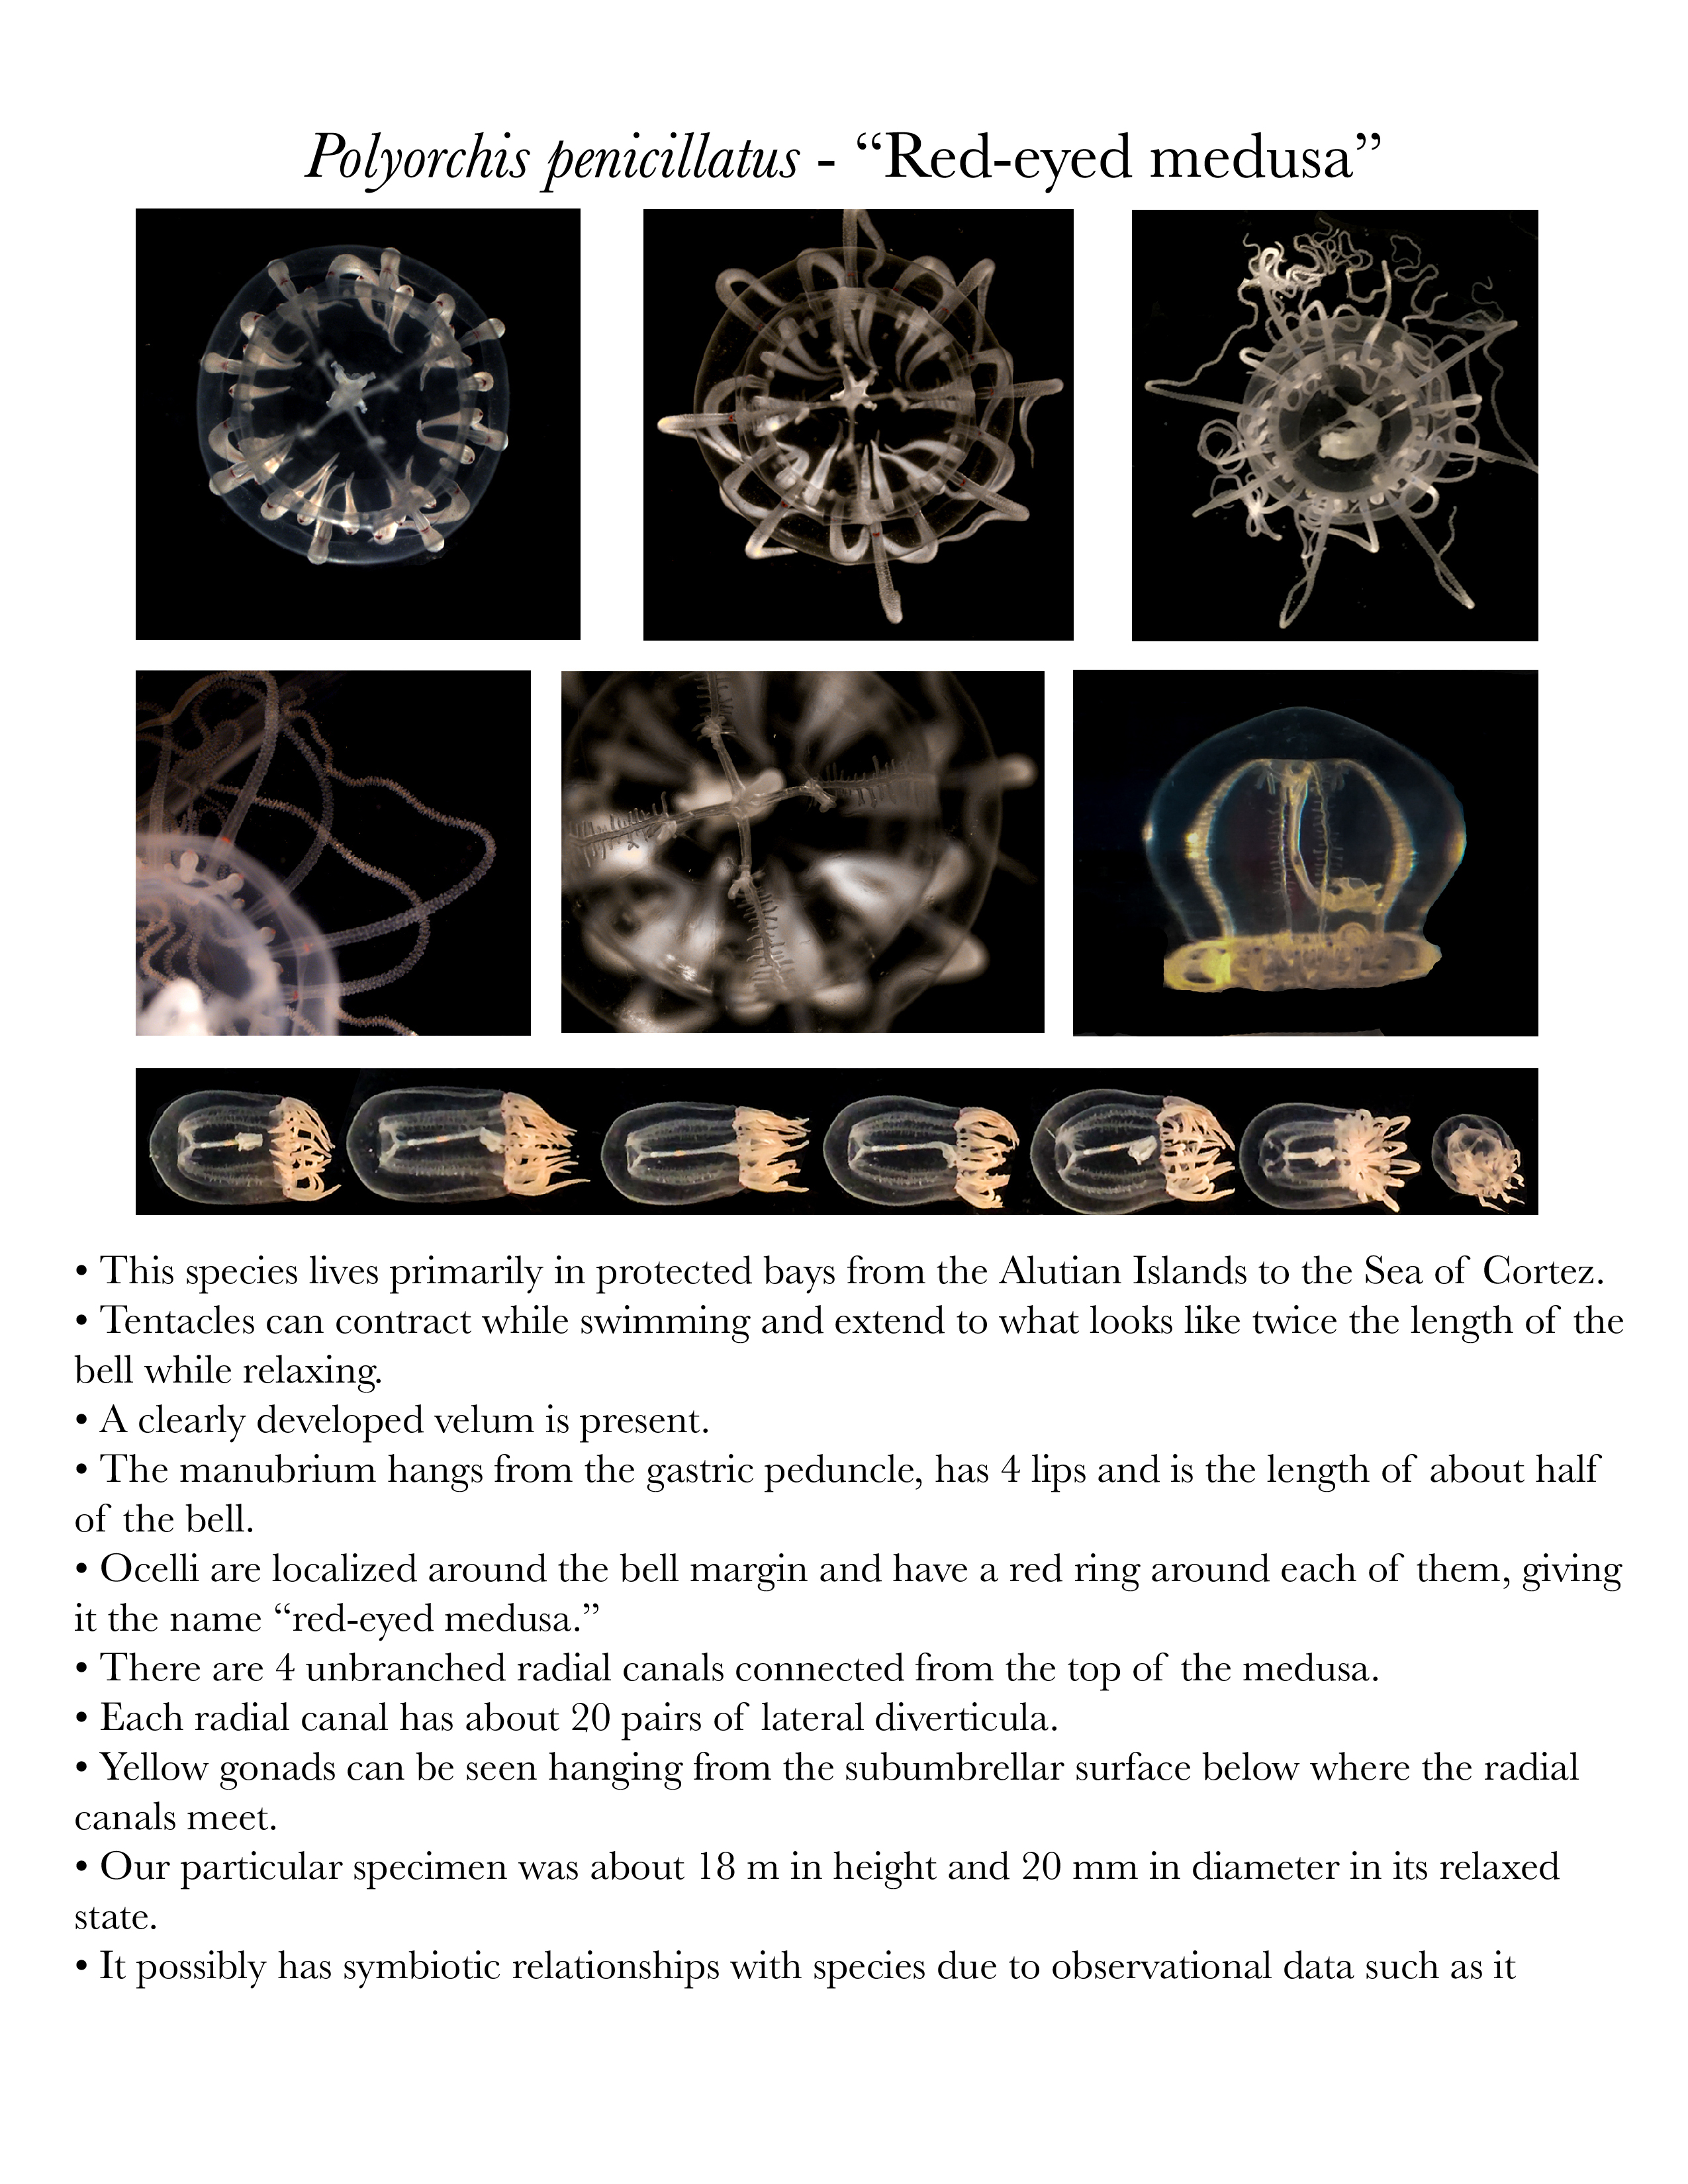 Polyorchis penicillatus - “Red-eyed medusa”
• This species lives primarily in protected bays from the Alutian Islands to the Sea of Cortez.
• Tentacles can contract while swimming and extend to what looks like twice the length of the
bell while relaxing.
• A clearly developed velum is present.
• The manubrium hangs from the gastric peduncle, has 4 lips and is the length of about half
of the bell.
• Ocelli are localized around the bell margin and have a red ring around each of them, giving
it the name “red-eyed medusa.”
• There are 4 unbranched radial canals connected from the top of the medusa.
• Each radial canal has about 20 pairs of lateral diverticula.
• Yellow gonads can be seen hanging from the subumbrellar surface below where the radial
canals meet.
• Our particular specimen was about 18 m in height and 20 mm in diameter in its relaxed
state.
• It possibly has symbiotic relationships with species due to observational data such as it